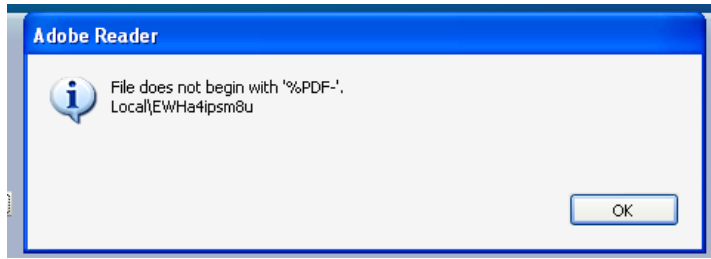 Adobe Reader
File does not begin with '%PDF-'.
Local\EWHa4ipsm8u
OK